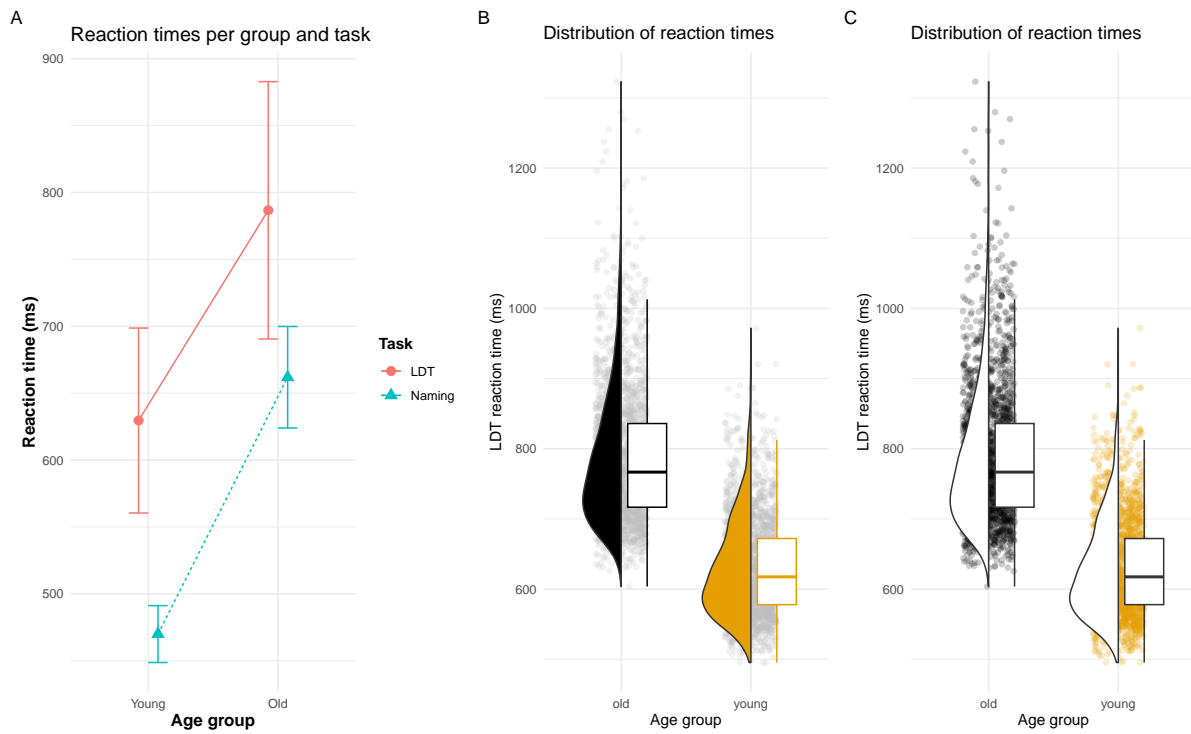 A
Reaction times per group and task
900
800
700
600
500
Reaction time (ms)
Young
Old
Age group
Task
LDT
Naming
B
Distribution of reaction times
1200
1000
800
600
LDT reaction time (ms)
old
young
Age group
C
Distribution of reaction times
1200
1000
800
600
LDT reaction time (ms)
old
young
Age group